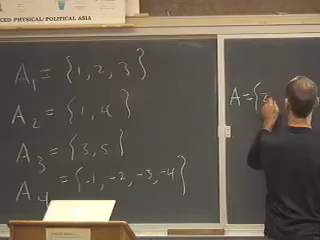 CED PHYSICAL/POLITICAL ASIA
A₁ = {1, 2, 3}
A₂ = {1, 4}
A₃ = {3, 5}
A₄ = {-1, -2, -3, -4}
A = {2